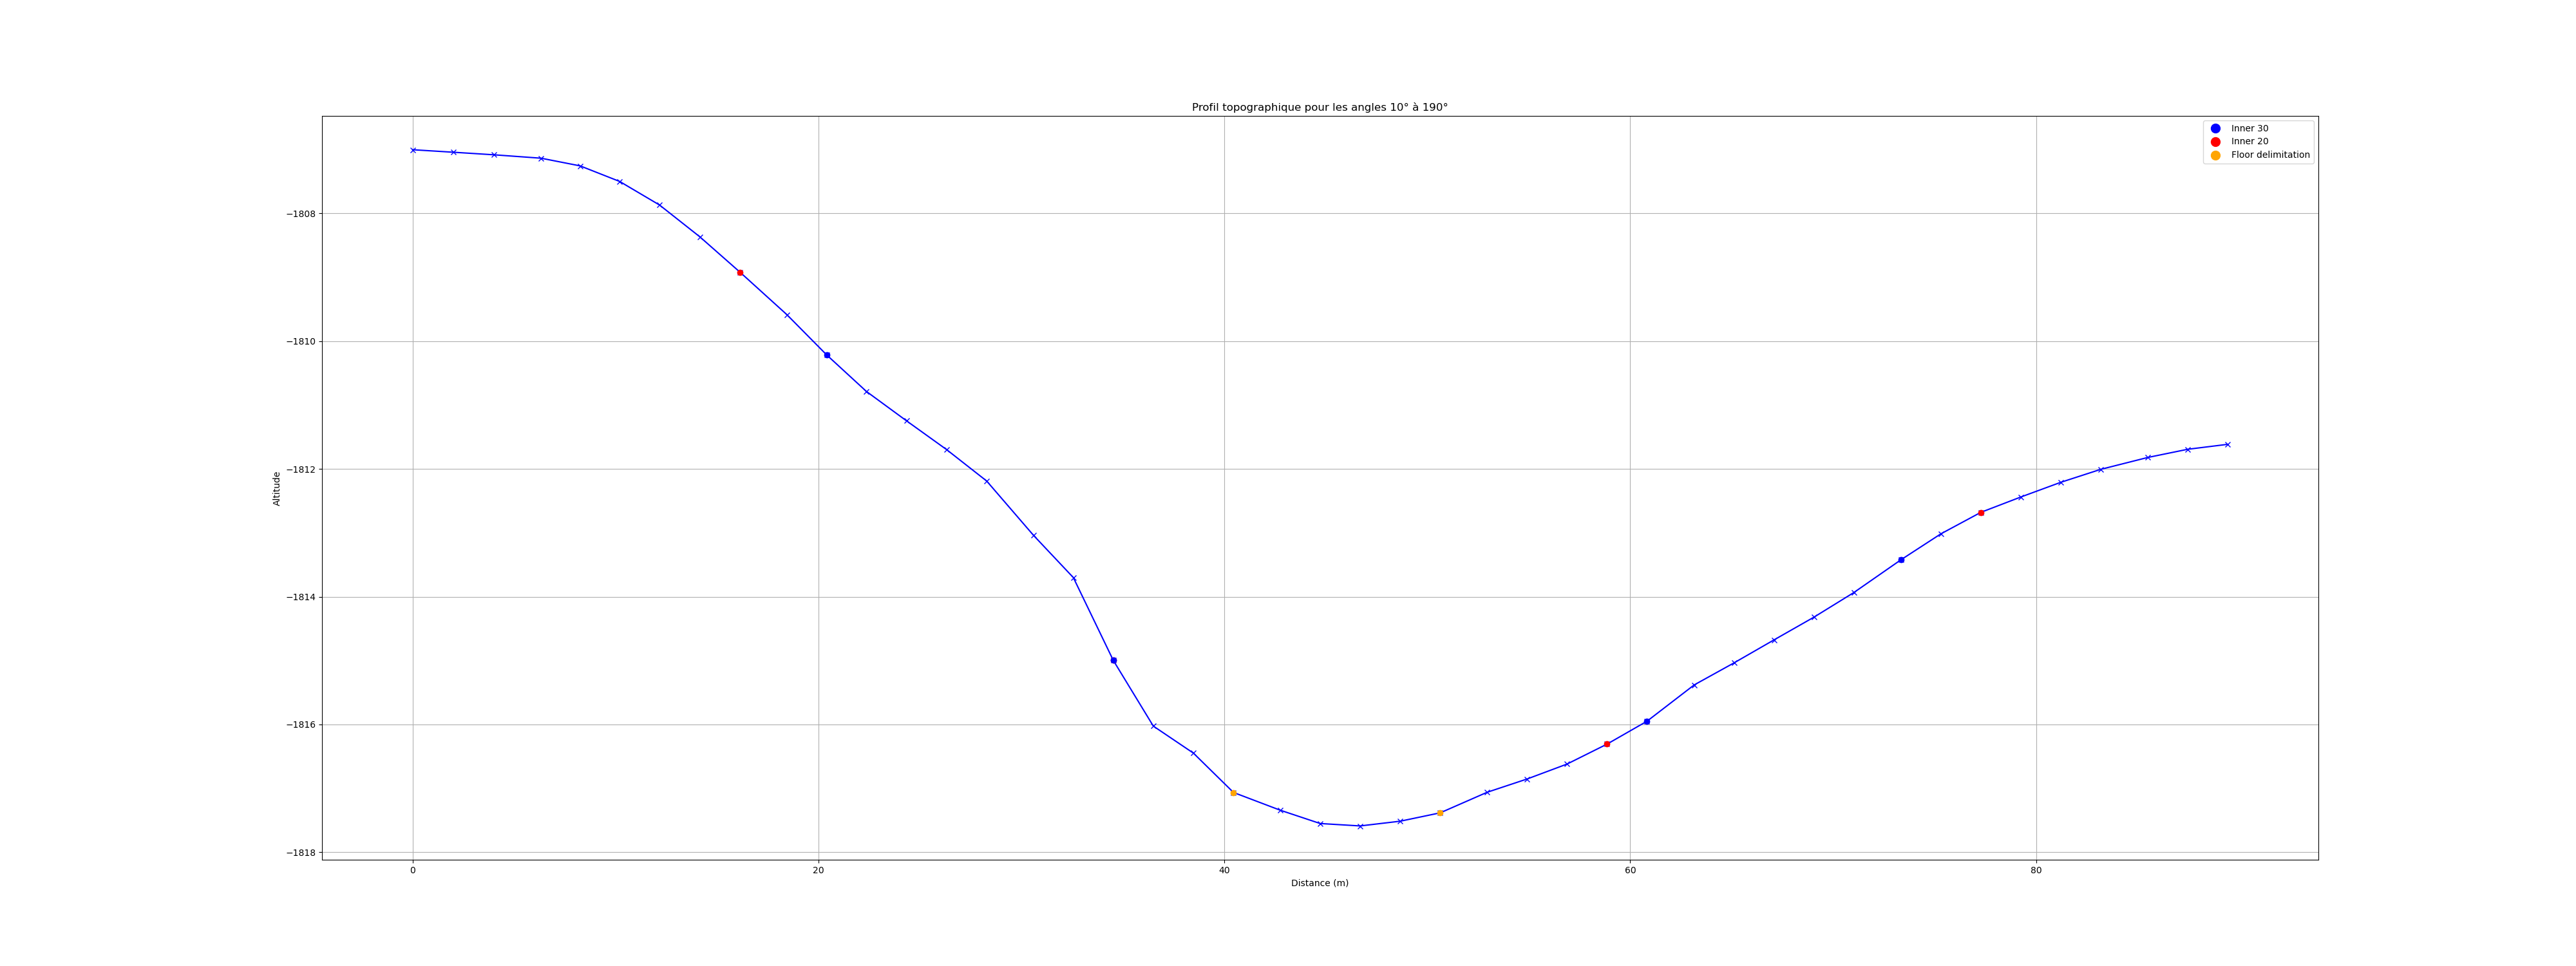 Profil topographique pour les angles 10° à 190°
Inner 30
Inner 20
Floor delimitation
−1808
−1810
−1812
−1814
−1816
−1818
Altitude
0 20 40 60 80
Distance (m)